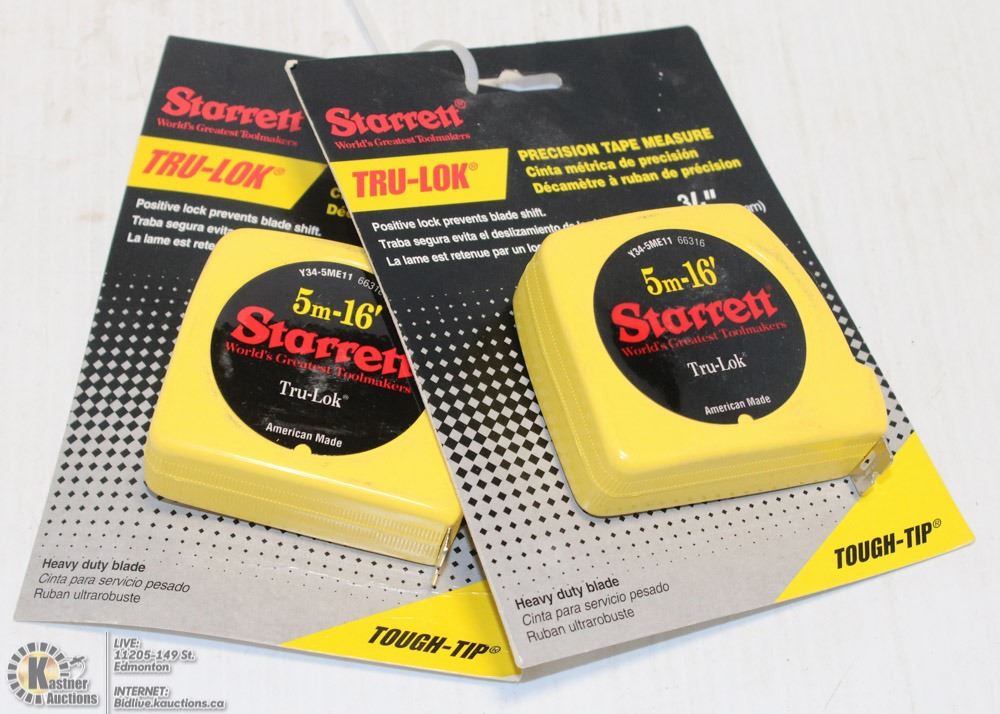 Starrett
World's Greatest Toolmakers
TRU-LOK®
Positive lock prevents blade shift.
Traba segura evita
La lame est retenue
Y34-5ME11 66316
5m-16'
Starrett
World's Greatest Toolmakers
Tru-Lok®
American Made
Heavy duty blade
Cinta para servicio pesado
Ruban ultrarobuste
TOUGH-TIP®
Starrett®
World's Greatest Toolmakers
TRU-LOK®
PRECISION TAPE MEASURE
Cinta métrica de precisión
Décamètre à ruban de précision
Positive lock prevents blade shift.
Traba segura evita el deslizamiento de
La lame est retenue par un
Y34-5ME11 66316
5m-16'
Starrett
World's Greatest Toolmakers
Tru-Lok®
American Made
Heavy duty blade
Cinta para servicio pesado
Ruban ultrarobuste
TOUGH-TIP®
K
Kastner
Auctions
LIVE:
11205-149 St.
Edmonton
INTERNET:
Bidlive.kauctions.ca